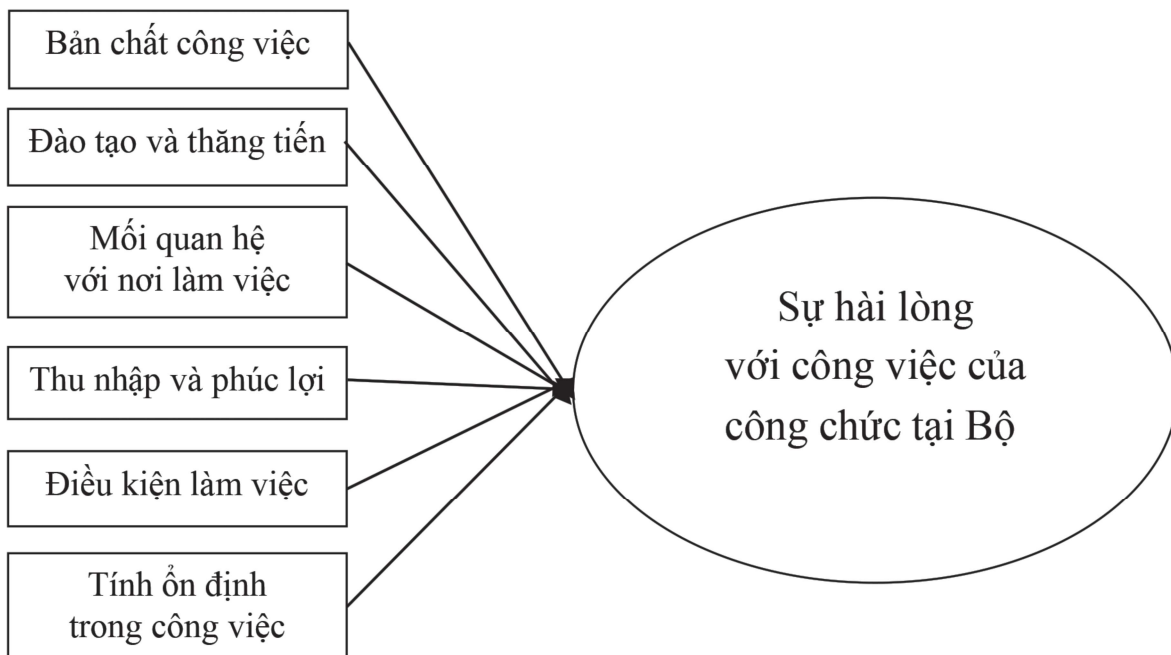 Bản chất công việc
Đào tạo và thăng tiến
Mối quan hệ
với nơi làm việc
Thu nhập và phúc lợi
Điều kiện làm việc
Tính ổn định
trong công việc
Sự hài lòng
với công việc của
công chức tại Bộ